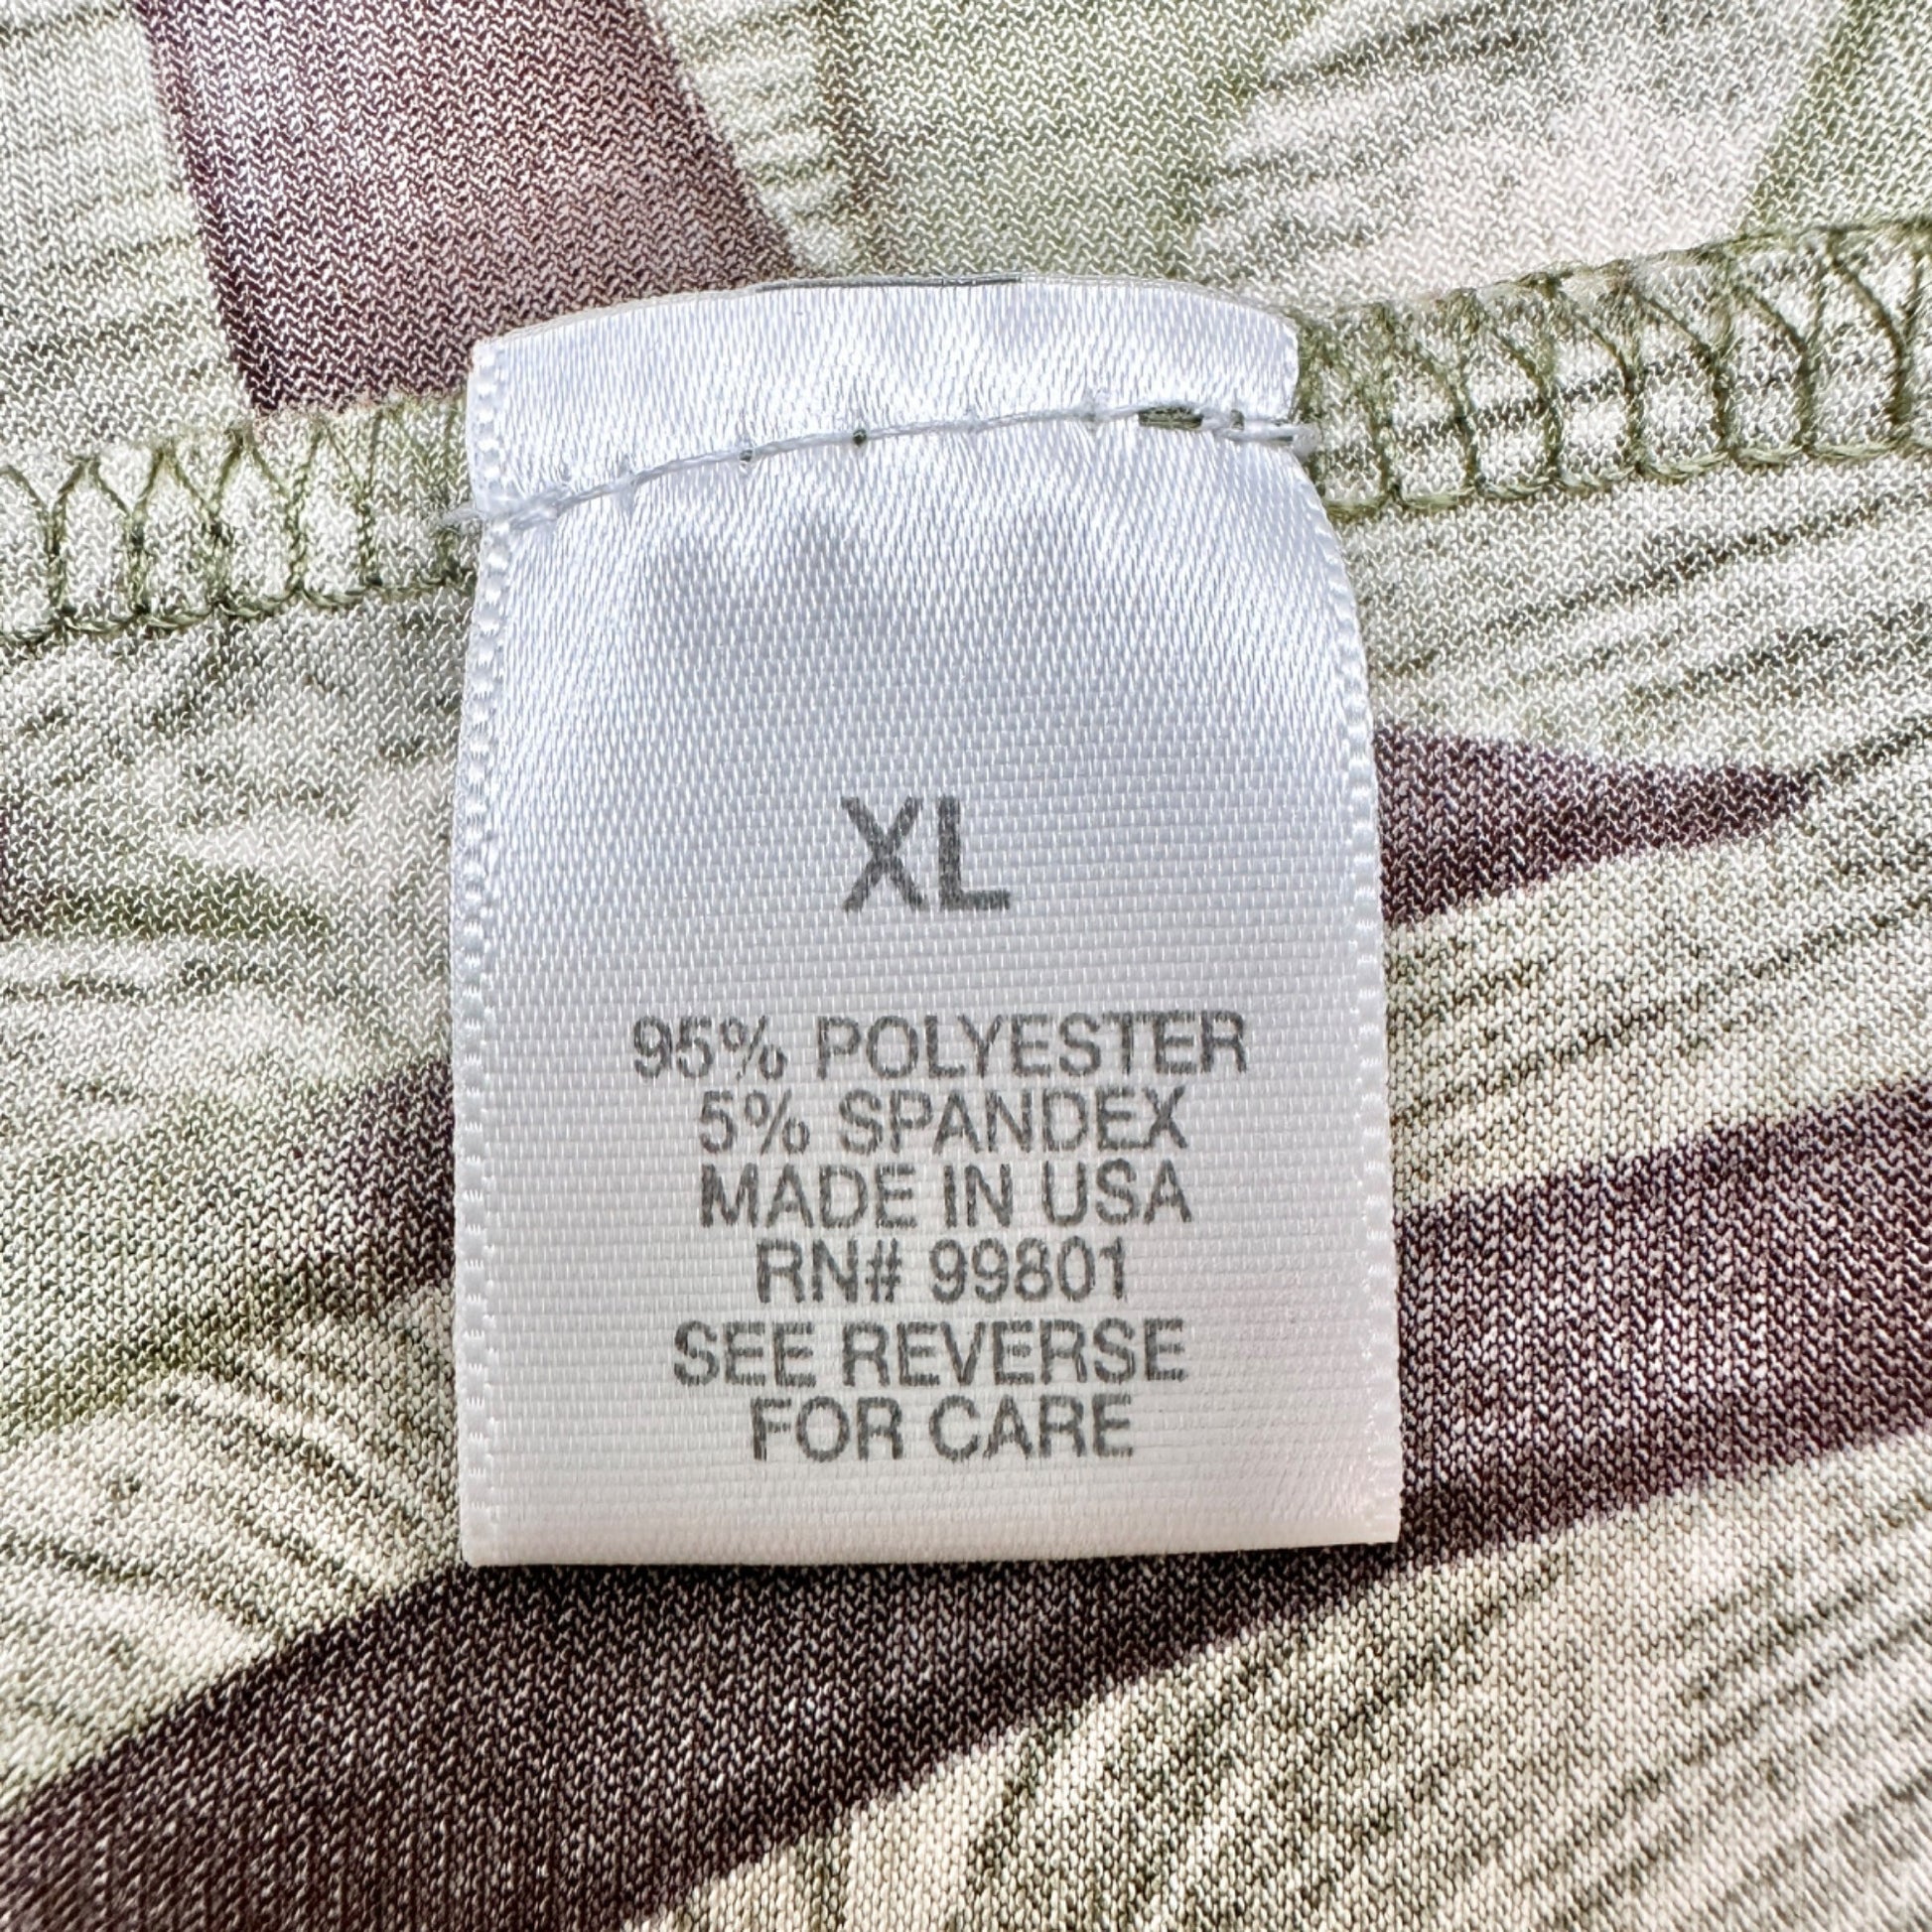 XL
95% POLYESTER
5% SPANDEX
MADE IN USA
RN# 99801
SEE REVERSE
FOR CARE